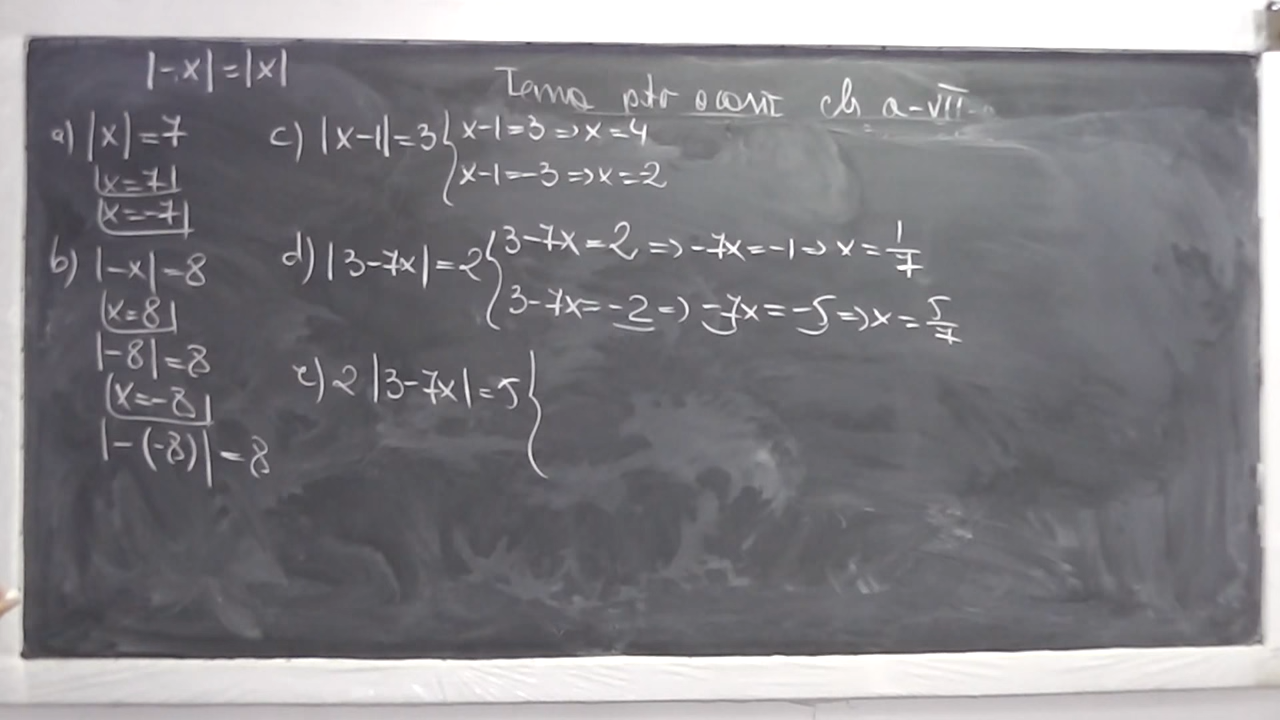 |-x|=|x|
Tema ptr cls a-VII-a
a) |x|=7
x=7
x=-7
b) |-x|=8
x=8
|-8|=8
x=-8
|-(-8)|=8
c) |x-1|=3 { x-1=3 => x=4
x-1=-3 => x=-2
d) |3-7x|=2 { 3-7x=2 => -7x=-1 => x=1/7
3-7x=-2 => -7x=-5 => x=5/7
e) 2|3-7x|=5 {